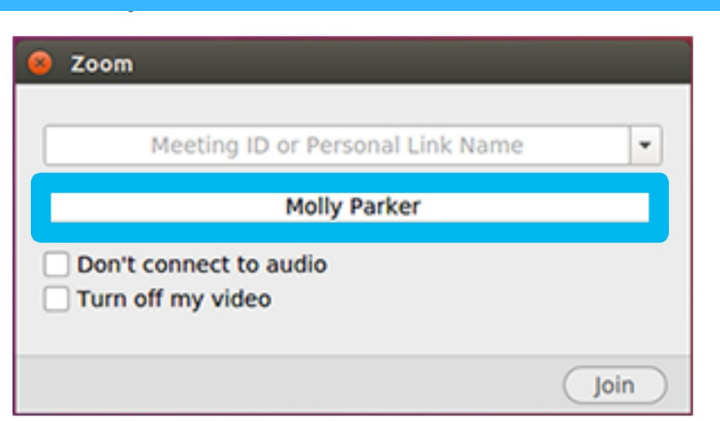 Zoom
Meeting ID or Personal Link Name
Molly Parker
Don't connect to audio
Turn off my video
Join